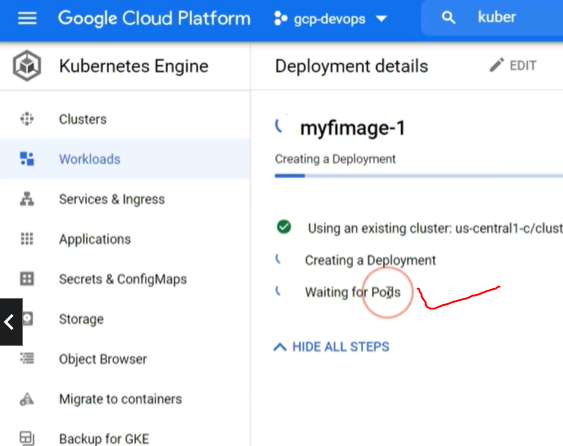 Google Cloud Platform
gcp-devops
kuber
Kubernetes Engine
Deployment details
EDIT
Clusters
Workloads
Services & Ingress
Applications
Secrets & ConfigMaps
Storage
Object Browser
Migrate to containers
Backup for GKE
myfimage-1
Creating a Deployment
Using an existing cluster: us-central1-c/clust
Creating a Deployment
Waiting for Pods
HIDE ALL STEPS